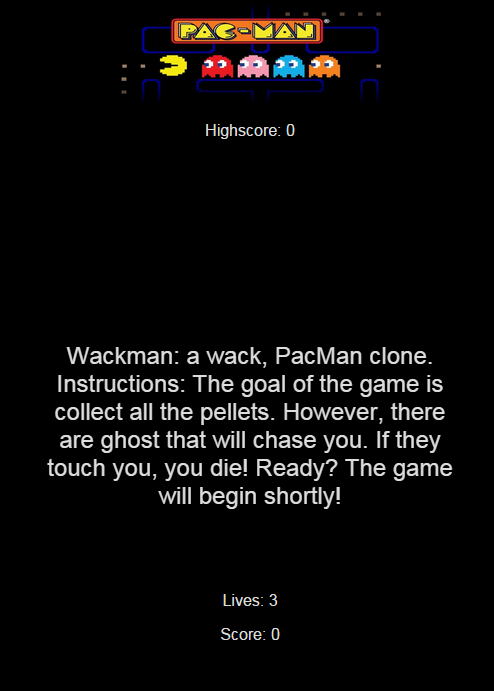 PAC-MAN®
Highscore: 0
Wackman: a wack, PacMan clone.
Instructions: The goal of the game is
collect all the pellets. However, there
are ghost that will chase you. If they
touch you, you die! Ready? The game
will begin shortly!
Lives: 3
Score: 0